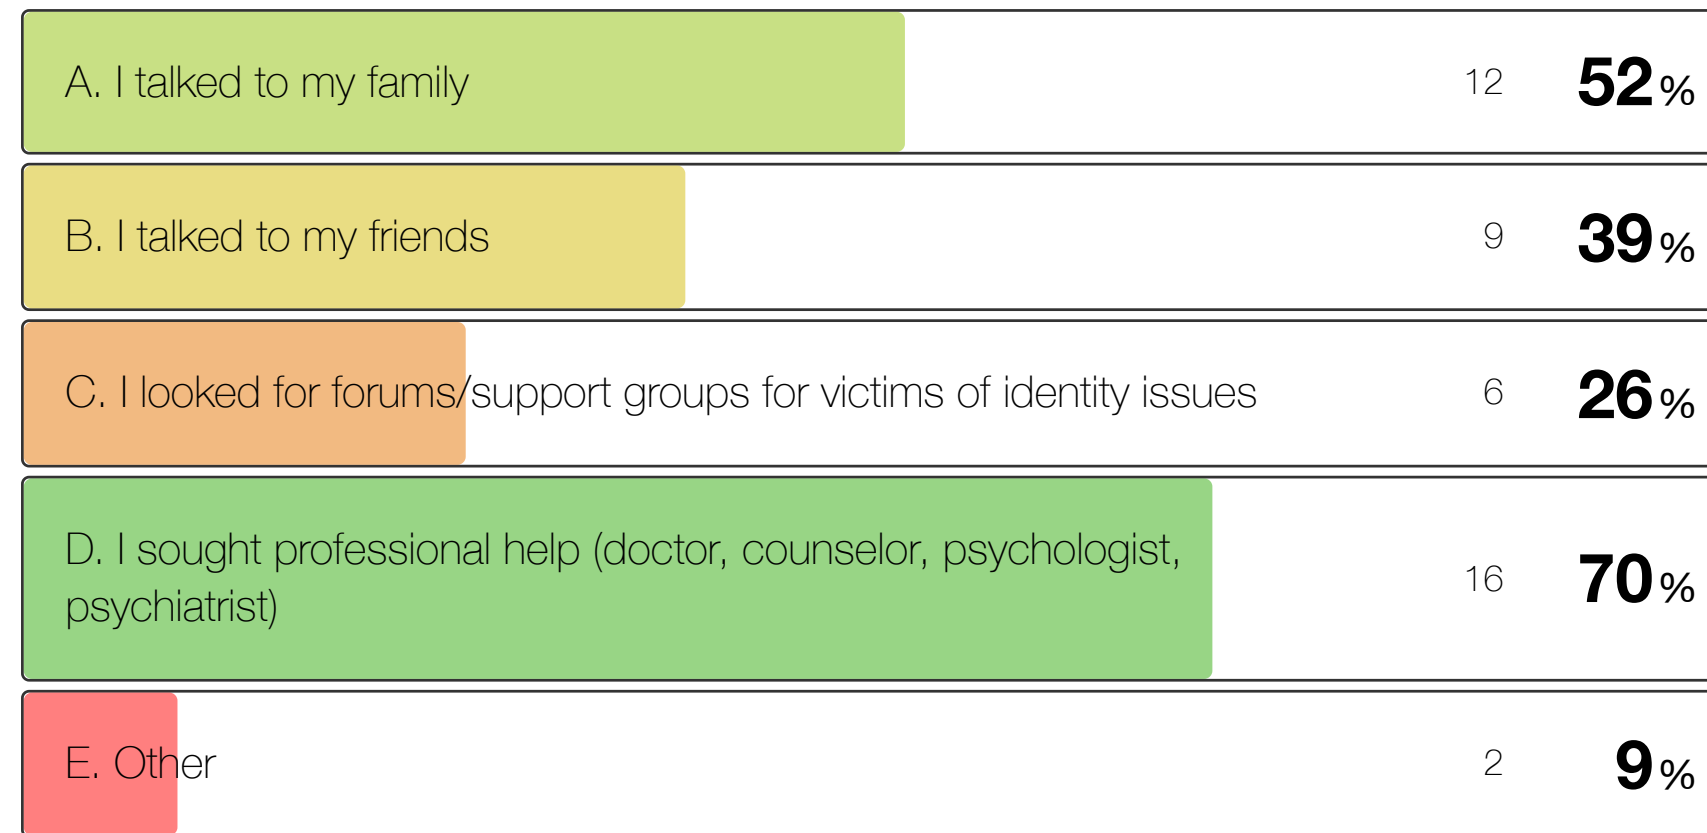 A. I talked to my family 12 52%
B. I talked to my friends 9 39%
C. I looked for forums/support groups for victims of identity issues 6 26%
D. I sought professional help (doctor, counselor, psychologist,
psychiatrist) 16 70%
E. Other 2 9%